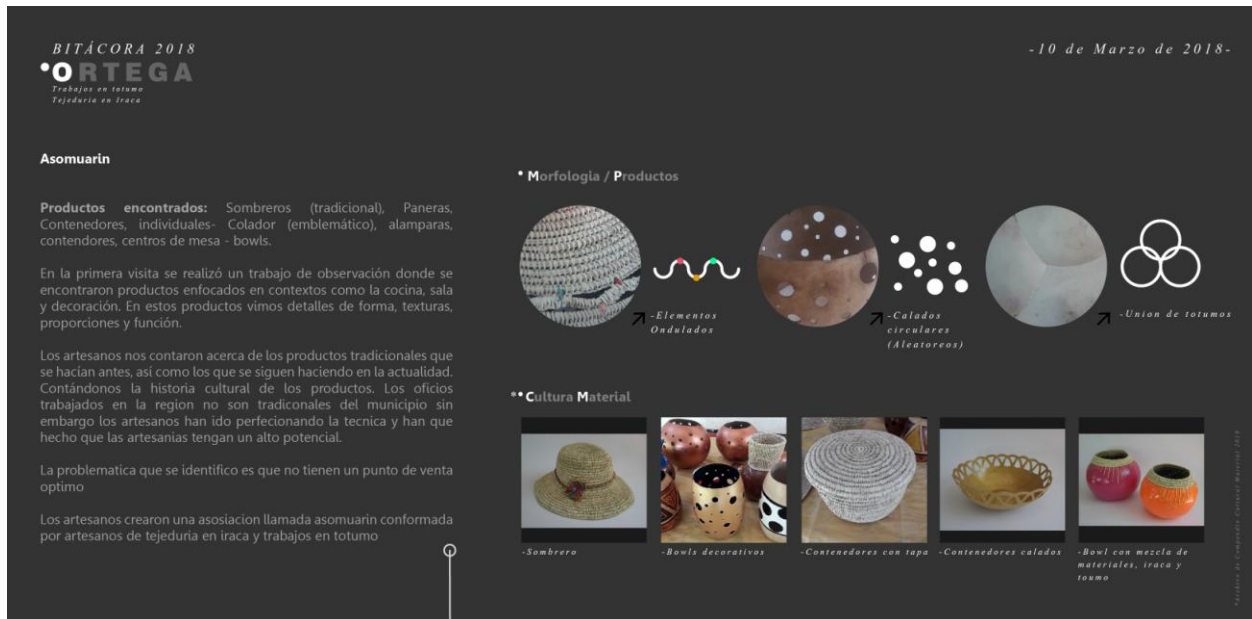 BITÁCORA 2018
ORTEGA
Trabajos en totumo
Tejeduria en Iraca
-10 de Marzo de 2018-
Asomuarin
Productos encontrados: Sombreros (tradicional), Paneras,
Contenedores, individuales- Colador (emblemático), alamparas,
contendores, centros de mesa - bowls.
En la primera visita se realizó un trabajo de observación donde se
encontraron productos enfocados en contextos como la cocina, sala
y decoración. En estos productos vimos detalles de forma, texturas,
proporciones y función.
Los artesanos nos contaron acerca de los productos tradicionales que
se hacían antes, así como los que se siguen haciendo en la actualidad.
Contándonos la historia cultural de los productos. Los oficios
trabajados en la region no son tradiconales del municipio sin
embargo los artesanos han ido perfecionando la tecnica y han que
hecho que las artesanias tengan un alto potencial.
La problematica que se identifico es que no tienen un punto de venta
optimo
Los artesanos crearon una asosiacion llamada asomuarin conformada
por artesanos de tejeduria en iraca y trabajos en totumo
Morfologia / Productos
-Elementos
Ondulados
-Calados
circulares
(Aleatoreos)
-Union de totumos
Cultura Material
-Sombrero
-Bowls decorativos
-Contenedores con tapa
-Contenedores calados
-Bowl con mezcla de
materiales, iraca y
toumo